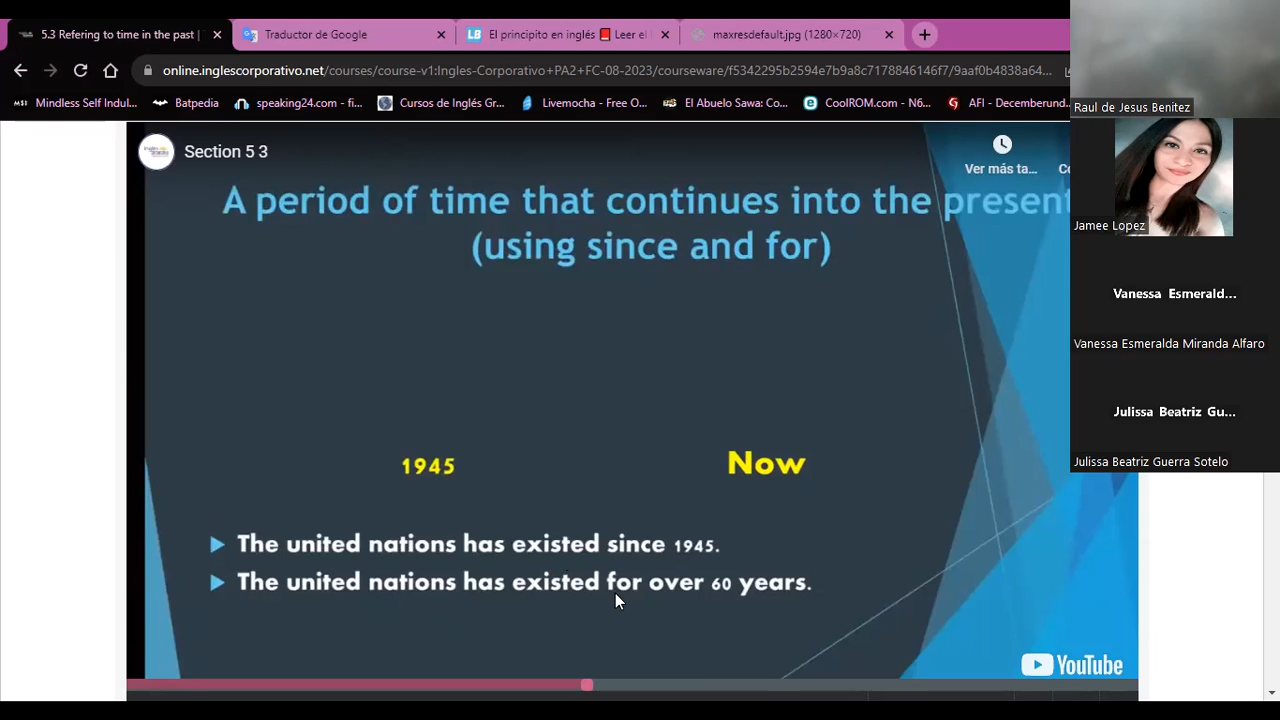 5.3 Refering to time in the past |
Traductor de Google
El principito en inglés 📕 Leer el
maxresdefault.jpg (1280×720)
online.inglescorporativo.net/courses/course-v1:Ingles-Corporativo+PA2+FC-08-2023/courseware/f5342295b2594e7b9a8c7178846146f7/9aaf0b4838a64...
Mindless Self Indul...
Batpedia
speaking24.com - fi...
Cursos de Inglés Gr...
Livemocha - Free O...
El Abuelo Sawa: Co...
CoolROM.com - N6...
AFI - Decemberund...
Raul de Jesus Benitez
Section 5 3
Ver más ta...
A period of time that continues into the present
(using since and for)
Jamee Lopez
Vanessa Esmerald...
Vanessa Esmeralda Miranda Alfaro
Julissa Beatriz Gu...
Julissa Beatriz Guerra Sotelo
1945 Now
The united nations has existed since 1945.
The united nations has existed for over 60 years.
YouTube